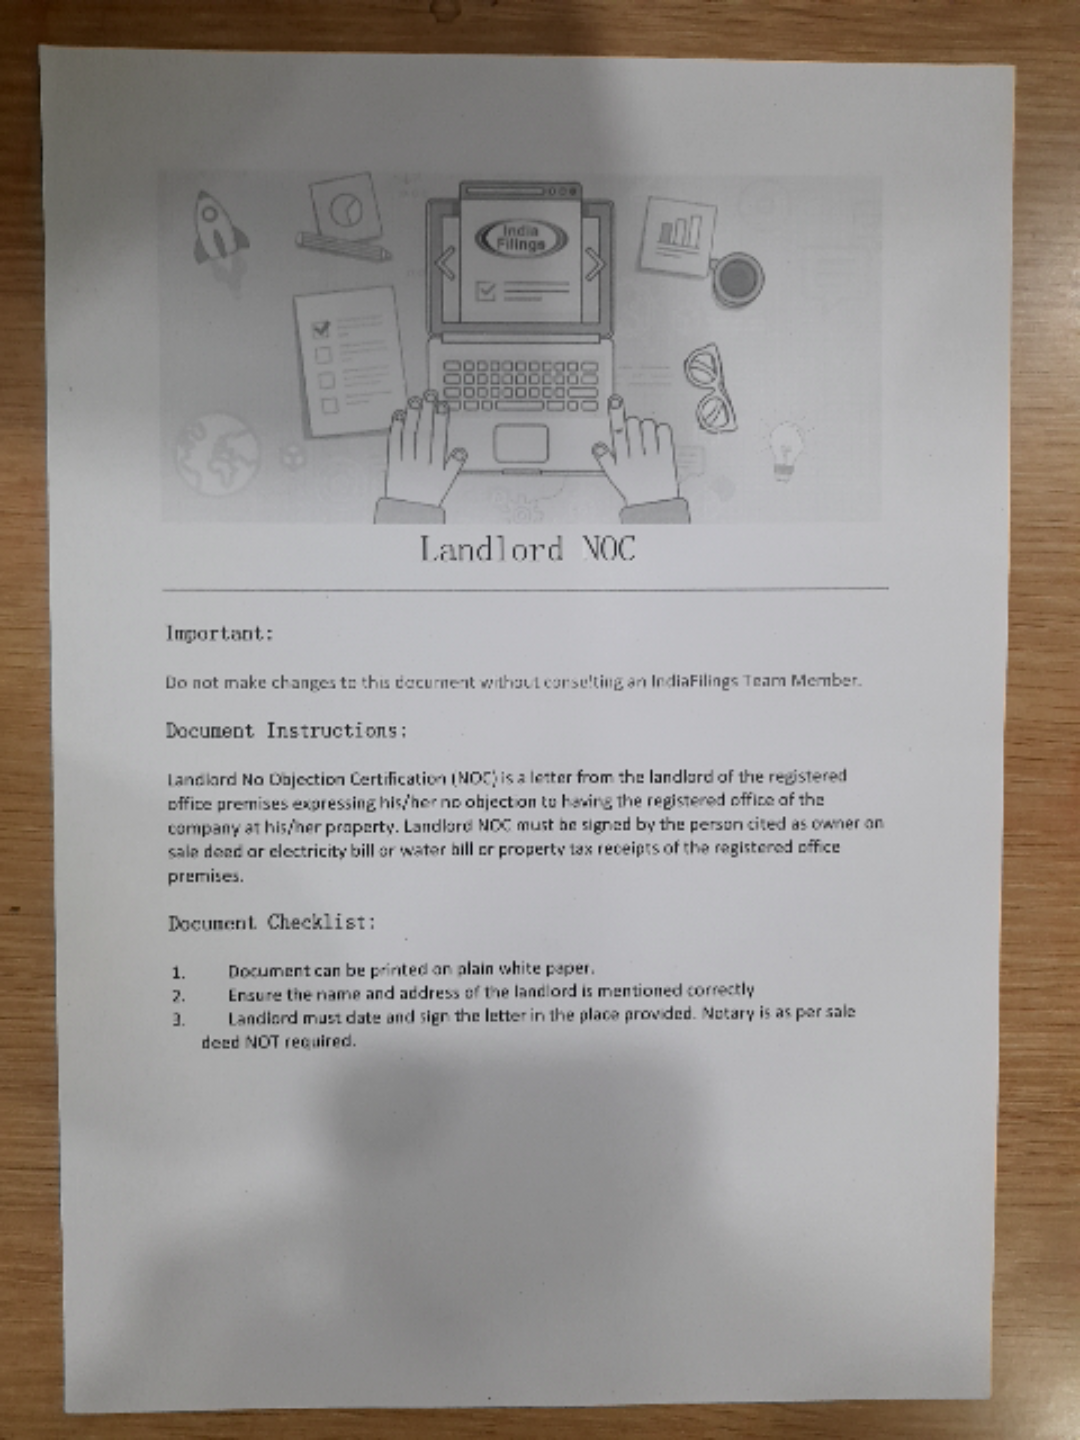 India
Filings
Landlord NOC
Important:
Do not make changes to this document without conselting an IndiaFilings Team Member.
Document Instructions:
Landlord No Objection Certification (NOC) is a letter from the landlord of the registered
office premises expressing his/her no objection to having the registered office of the
company at his/her property. Landlord NOC must be signed by the person cited as owner on
sale deed or electricity bill or water bill or property tax receipts of the registered office
premises.
Document Checklist:
1. Document can be printed on plain white paper.
2. Ensure the name and address of the landlord is mentioned correctly
3. Landlord must date and sign the letter in the place provided. Notary is as per sale
deed NOT required.